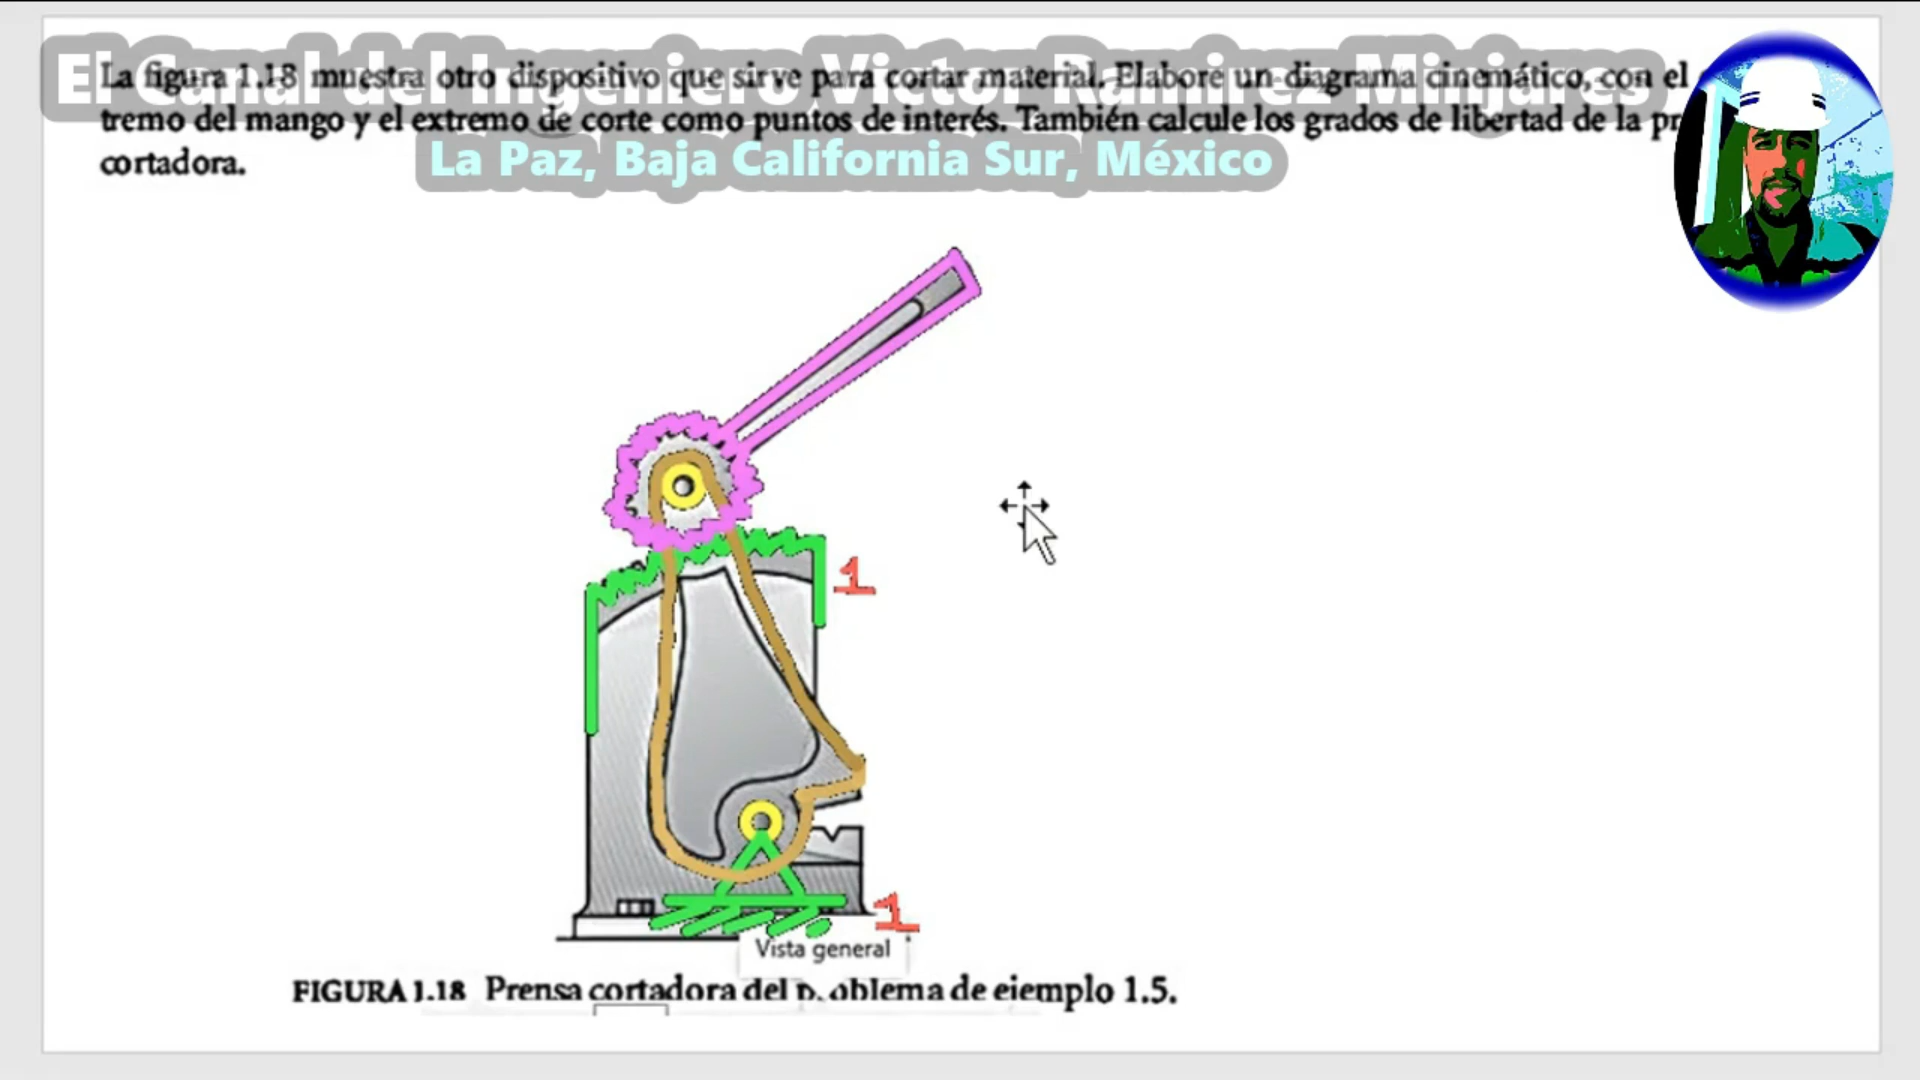 El Canal del Ingeniero Victor Ramirez Minjares
La figura 1.18 muestra otro dispositivo que sirve para cortar material. Elabore un diagrama cinemático, con el
tremo del mango y el extremo de corte como puntos de interés. También calcule los grados de libertad de la pr
cortadora.
La Paz, Baja California Sur, México
1
1
Vista general
FIGURA 1.18 Prensa cortadora del problema de ejemplo 1.5.